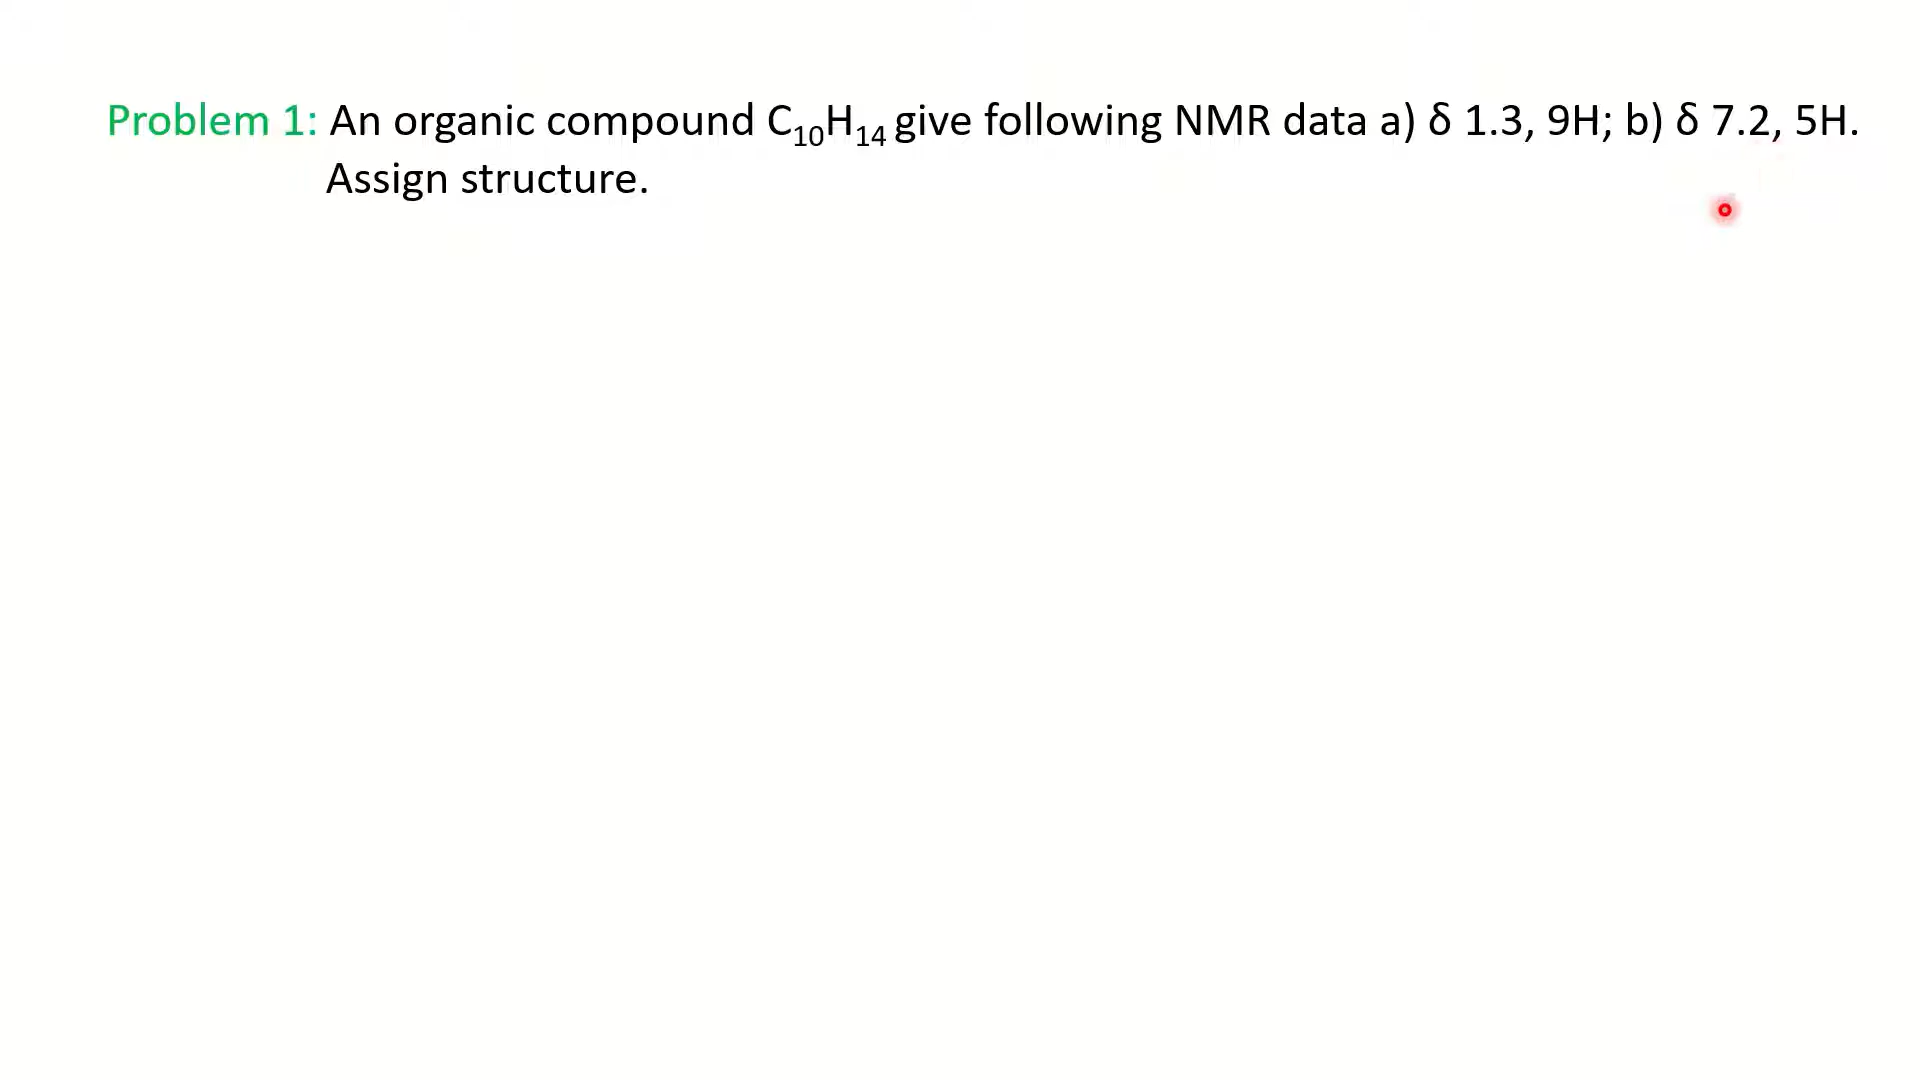 Problem 1: An organic compound C₁₀H₁₄ give following NMR data a) δ 1.3, 9H; b) δ 7.2, 5H.
Assign structure.